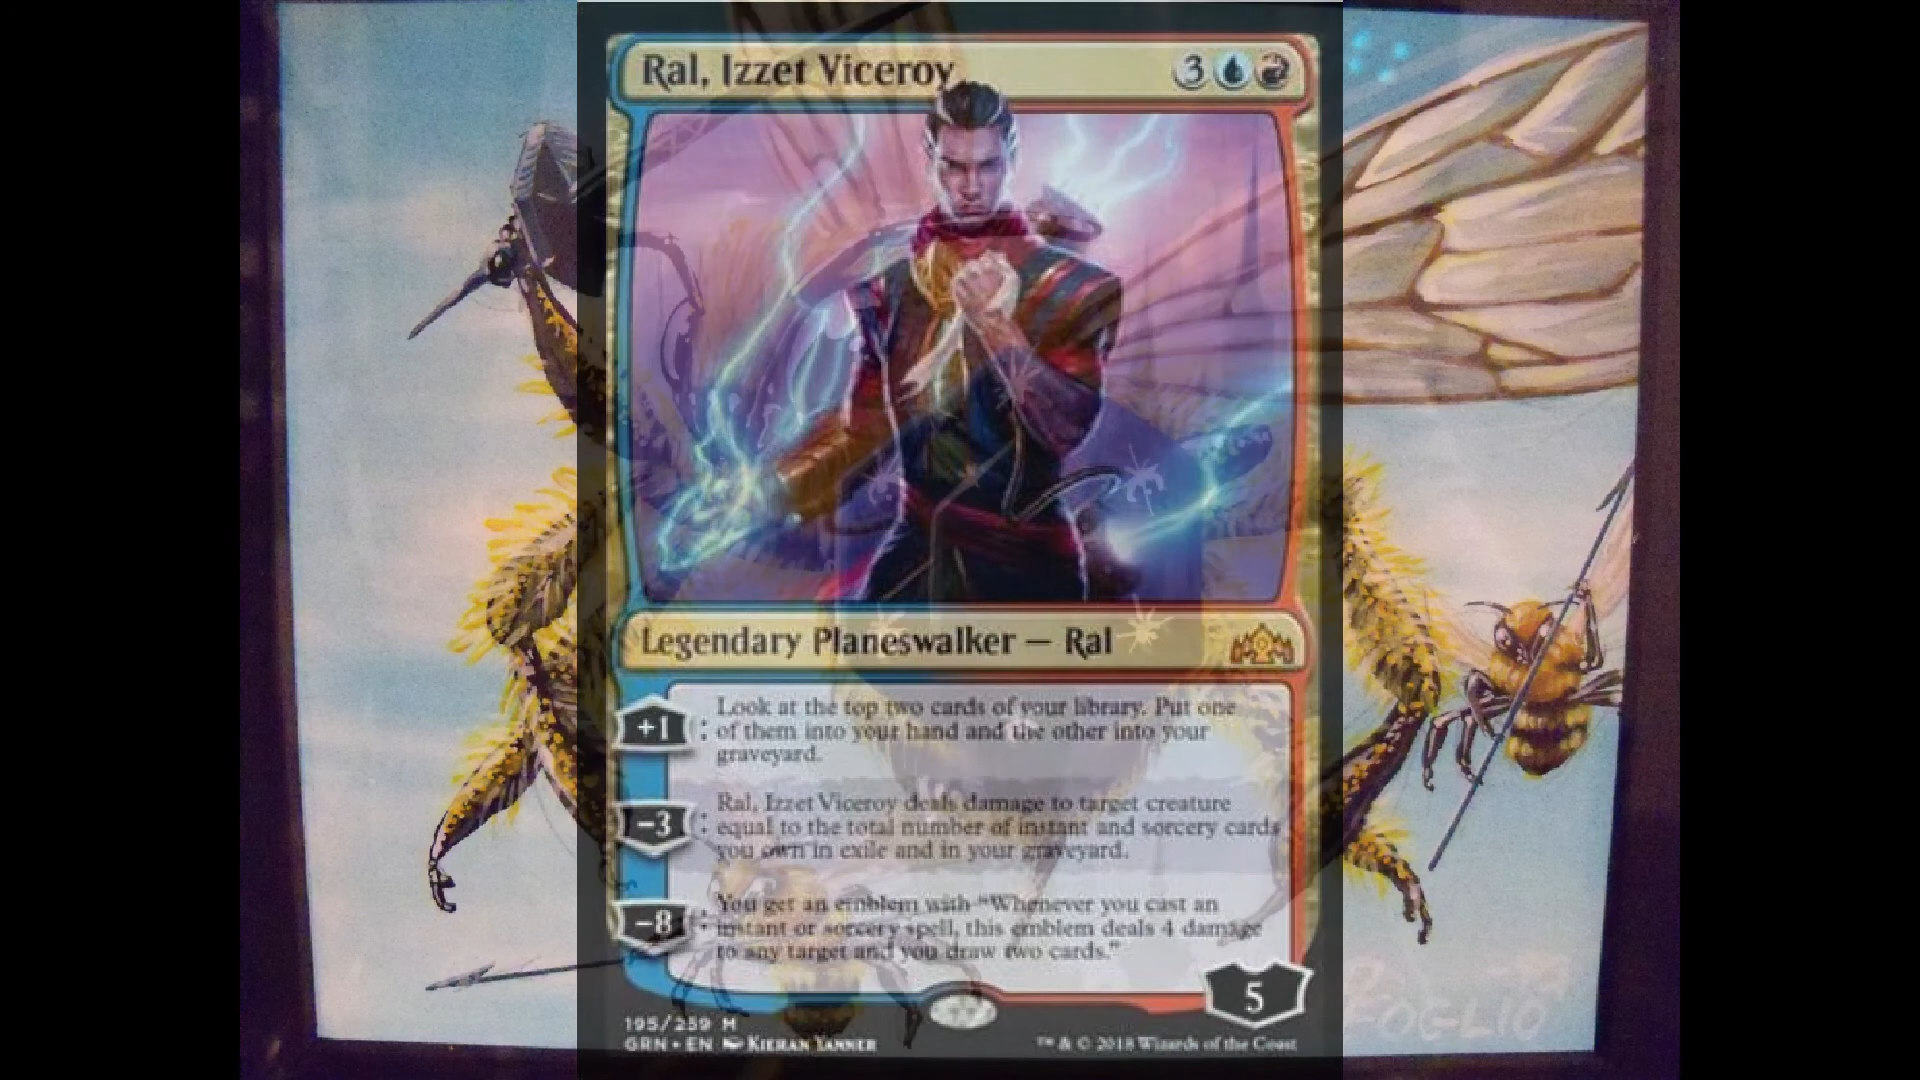 Ral, Izzet Viceroy
3
Legendary Planeswalker — Ral
+1 : Look at the top two cards of your library. Put one
of them into your hand and the other into your
graveyard.
−3 : Ral, Izzet Viceroy deals damage to target creature
equal to the total number of instant and sorcery cards
you own in exile and in your graveyard.
−8 : You get an emblem with “Whenever you cast an
instant or sorcery spell, this emblem deals 4 damage
to any target and you draw two cards.”
5
195/259 M
GRN • EN Kieran Yanner
™ & © 2018 Wizards of the Coast
FOGLIO